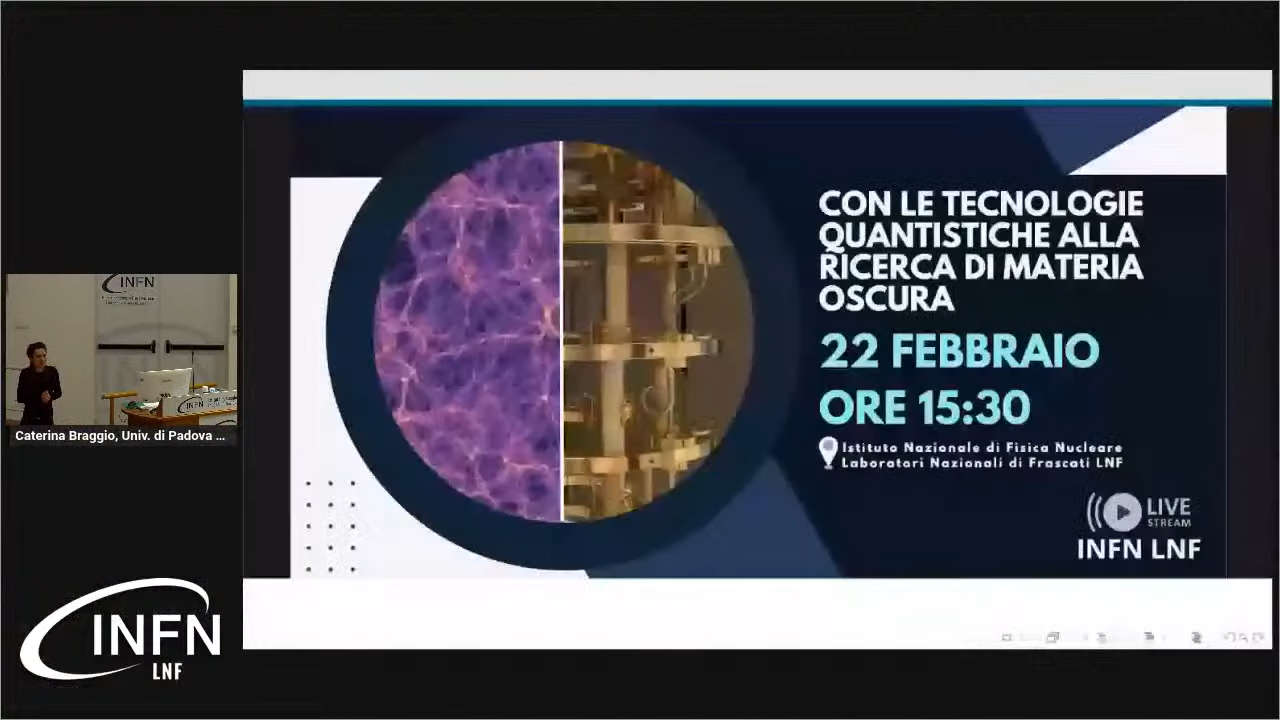 INFN
CON LE TECNOLOGIE
QUANTISTICHE ALLA
RICERCA DI MATERIA
OSCURA
22 FEBBRAIO
ORE 15:30
Istituto Nazionale di Fisica Nucleare
Laboratori Nazionali di Frascati LNF
LIVE
STREAM
INFN LNF
INFN
Caterina Braggio, Univ. di Padova ...
INFN
LNF